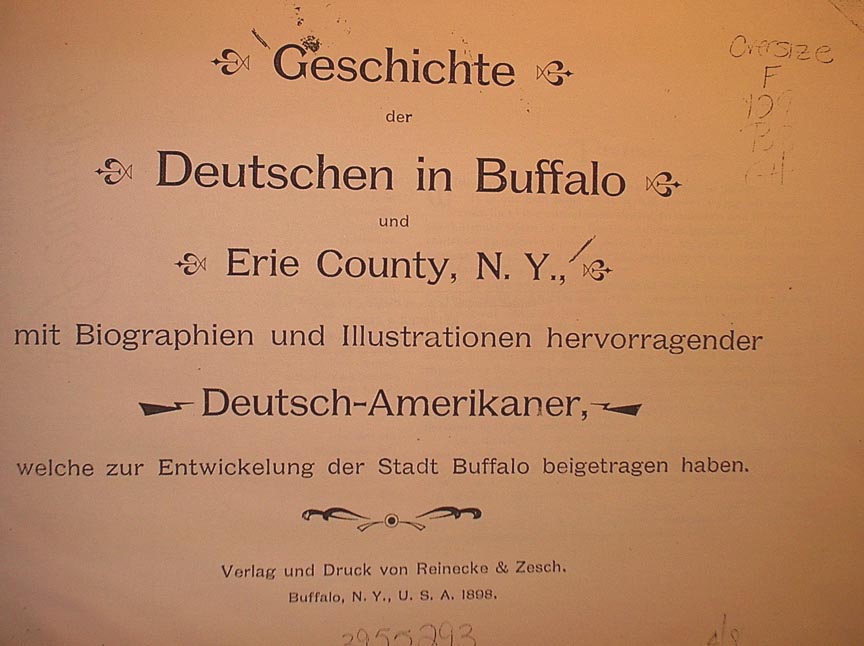 Geschichte
der
Deutschen in Buffalo
und
Erie County, N. Y.,
mit Biographien und Illustrationen hervorragender
Deutsch-Amerikaner,
welche zur Entwickelung der Stadt Buffalo beigetragen haben.
Verlag und Druck von Reinecke & Zesch.
Buffalo, N. Y., U. S. A. 1898.
Oversize
F
2955293